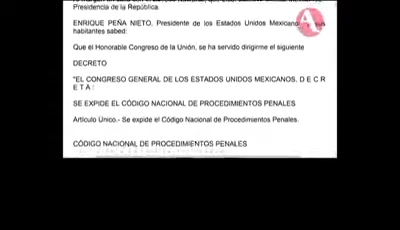 Presidencia de la República.
ENRIQUE PEÑA NIETO, Presidente de los Estados Unidos Mexicanos, a sus
habitantes sabed:
Que el Honorable Congreso de la Unión, se ha servido dirigirme el siguiente
DECRETO
"EL CONGRESO GENERAL DE LOS ESTADOS UNIDOS MEXICANOS, D E C R
E T A :
SE EXPIDE EL CÓDIGO NACIONAL DE PROCEDIMIENTOS PENALES
Artículo Único.- Se expide el Código Nacional de Procedimientos Penales.
CÓDIGO NACIONAL DE PROCEDIMIENTOS PENALES